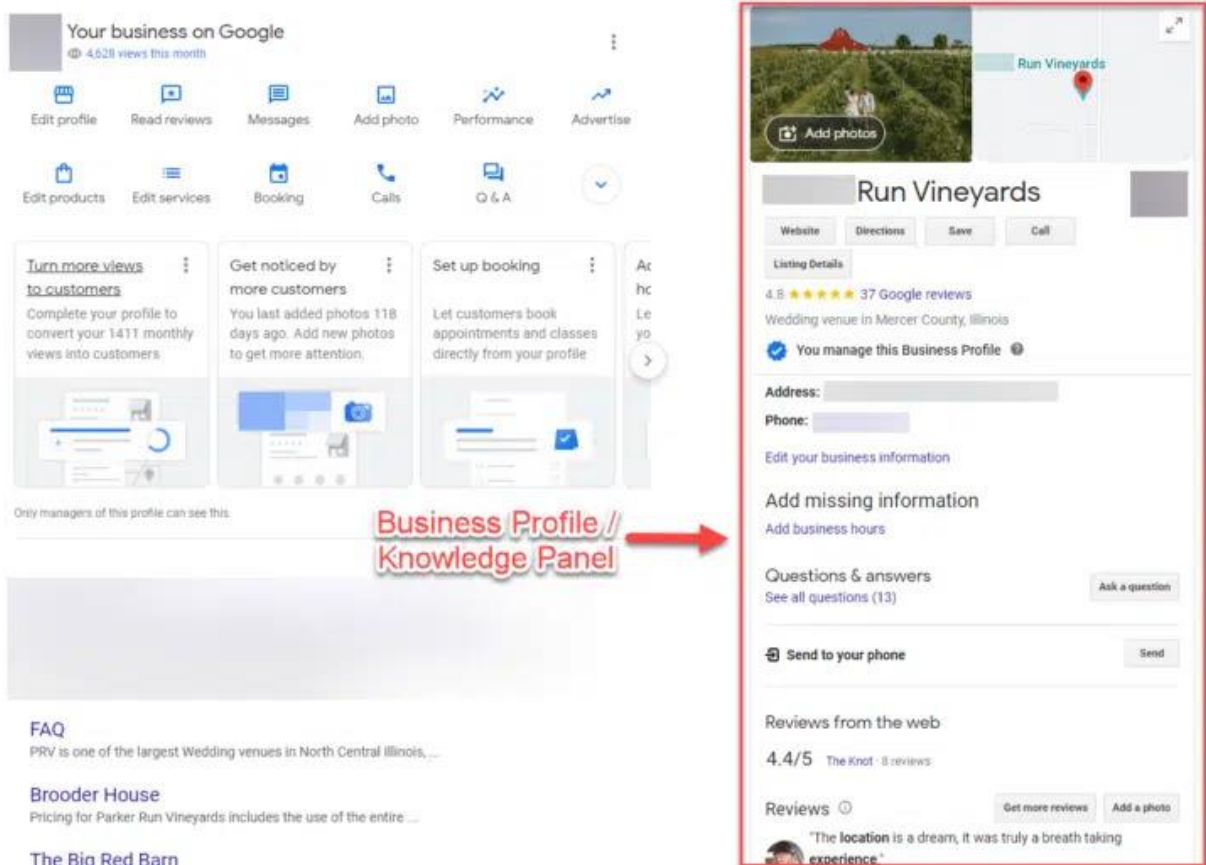 Your business on Google
4,628 views this month
Edit profile
Read reviews
Messages
Add photo
Performance
Advertise
Edit products
Edit services
Booking
Calls
Q & A
Turn more views
to customers
Complete your profile to
convert your 1411 monthly
views into customers
Get noticed by
more customers
You last added photos 118
days ago. Add new photos
to get more attention.
Set up booking
Let customers book
appointments and classes
directly from your profile
Only managers of this profile can see this.
Business Profile /
Knowledge Panel
FAQ
PRV is one of the largest Wedding venues in North Central Illinois, ...
Brooder House
Pricing for Parker Run Vineyards includes the use of the entire ...
The Big Red Barn
Run Vineyards
Add photos
Run Vineyards
Website
Directions
Save
Call
Listing Details
4.8 ★★★★★ 37 Google reviews
Wedding venue in Mercer County, Illinois
You manage this Business Profile
Address:
Phone:
Edit your business information
Add missing information
Add business hours
Questions & answers
See all questions (13)
Ask a question
Send to your phone
Send
Reviews from the web
4.4/5 The Knot · 8 reviews
Reviews
Get more reviews
Add a photo
"The location is a dream, it was truly a breath taking
experience"